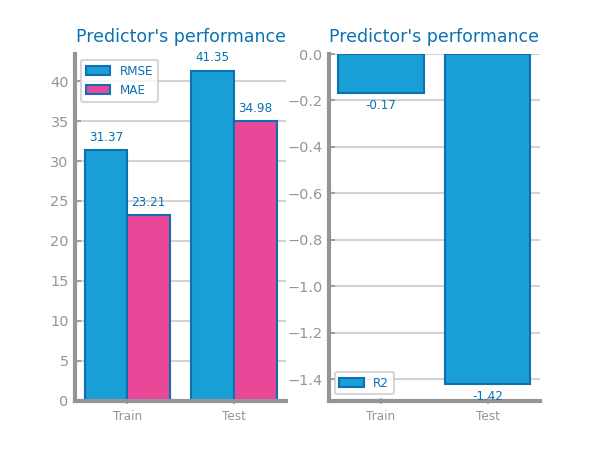 Predictor's performance
41.35
RMSE
MAE
40
34.98
35
31.37
30
25
23.21
20
15
10
5
0
Train
Test
Predictor's performance
0.0
-0.17
−0.2
−0.4
−0.6
−0.8
−1.0
−1.2
−1.4
R2
-1.42
Train
Test